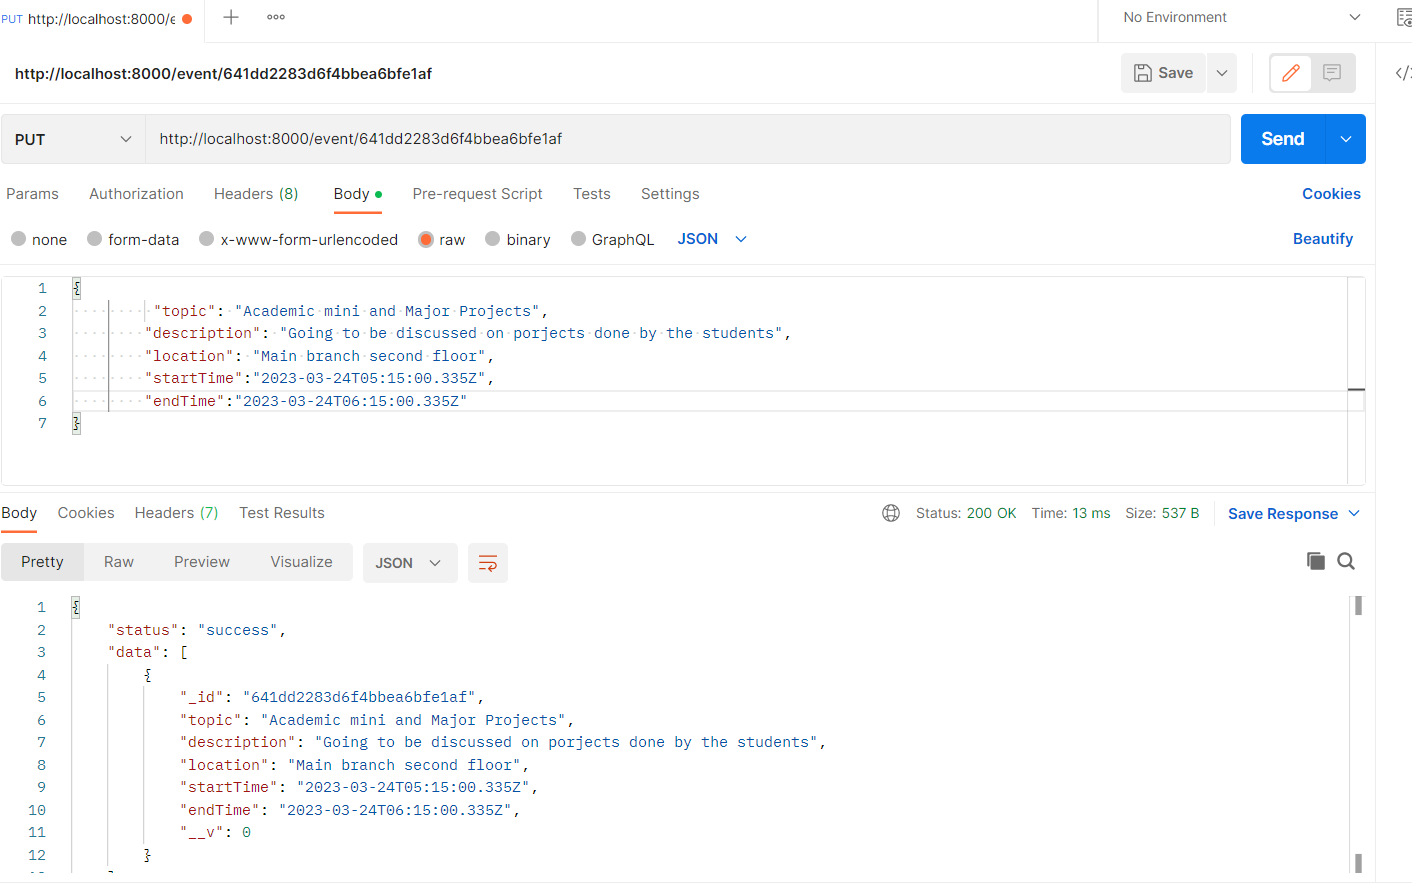 PUT http://localhost:8000/e No Environment
http://localhost:8000/event/641dd2283d6f4bbea6bfe1af Save
PUT http://localhost:8000/event/641dd2283d6f4bbea6bfe1af Send
Params Authorization Headers (8) Body Pre-request Script Tests Settings Cookies
none form-data x-www-form-urlencoded raw binary GraphQL JSON Beautify
1 {
2 "topic": "Academic mini and Major Projects",
3 "description": "Going to be discussed on porjects done by the students",
4 "location": "Main branch second floor",
5 "startTime":"2023-03-24T05:15:00.335Z",
6 "endTime":"2023-03-24T06:15:00.335Z"
7 }
Body Cookies Headers (7) Test Results Status: 200 OK Time: 13 ms Size: 537 B Save Response
Pretty Raw Preview Visualize JSON
1 {
2 "status": "success",
3 "data": [
4 {
5 "_id": "641dd2283d6f4bbea6bfe1af",
6 "topic": "Academic mini and Major Projects",
7 "description": "Going to be discussed on porjects done by the students",
8 "location": "Main branch second floor",
9 "startTime": "2023-03-24T05:15:00.335Z",
10 "endTime": "2023-03-24T06:15:00.335Z",
11 "__v": 0
12 }